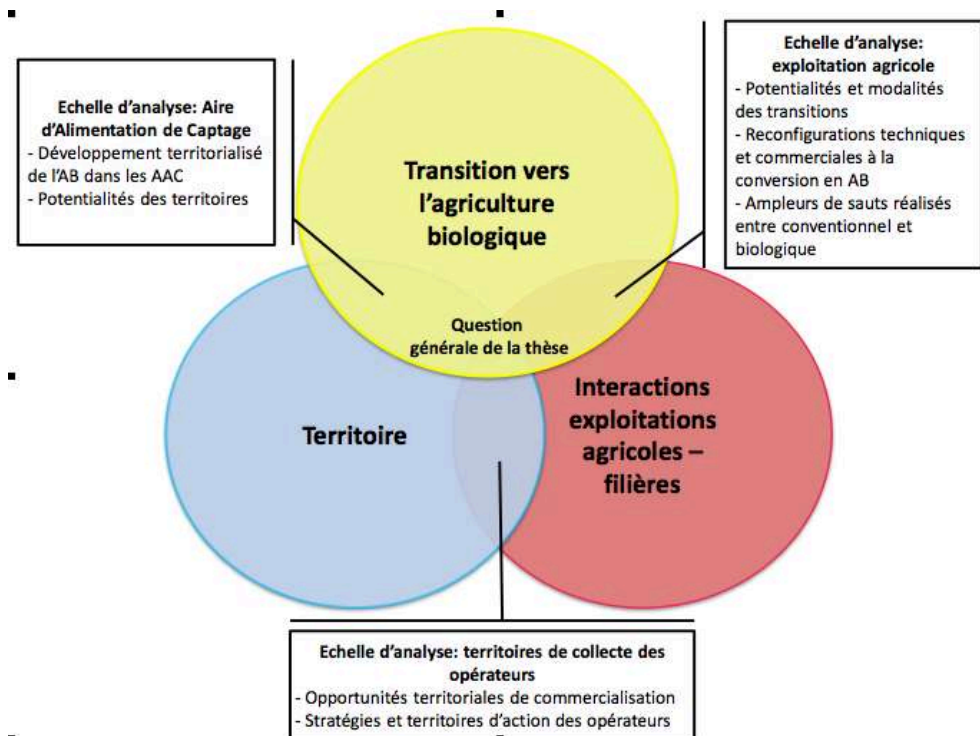 Echelle d'analyse: Aire
d'Alimentation de Captage
- Développement territorialisé
de l'AB dans les AAC
- Potentialités des territoires
Transition vers
l'agriculture
biologique
Echelle d'analyse:
exploitation agricole
- Potentialités et modalités
des transitions
- Reconfigurations techniques
et commerciales à la
conversion en AB
- Ampleurs de sauts réalisés
entre conventionnel et
biologique
Question
générale de la thèse
Territoire
Interactions
exploitations
agricoles –
filières
Echelle d'analyse: territoires de collecte des
opérateurs
- Opportunités territoriales de commercialisation
- Stratégies et territoires d'action des opérateurs